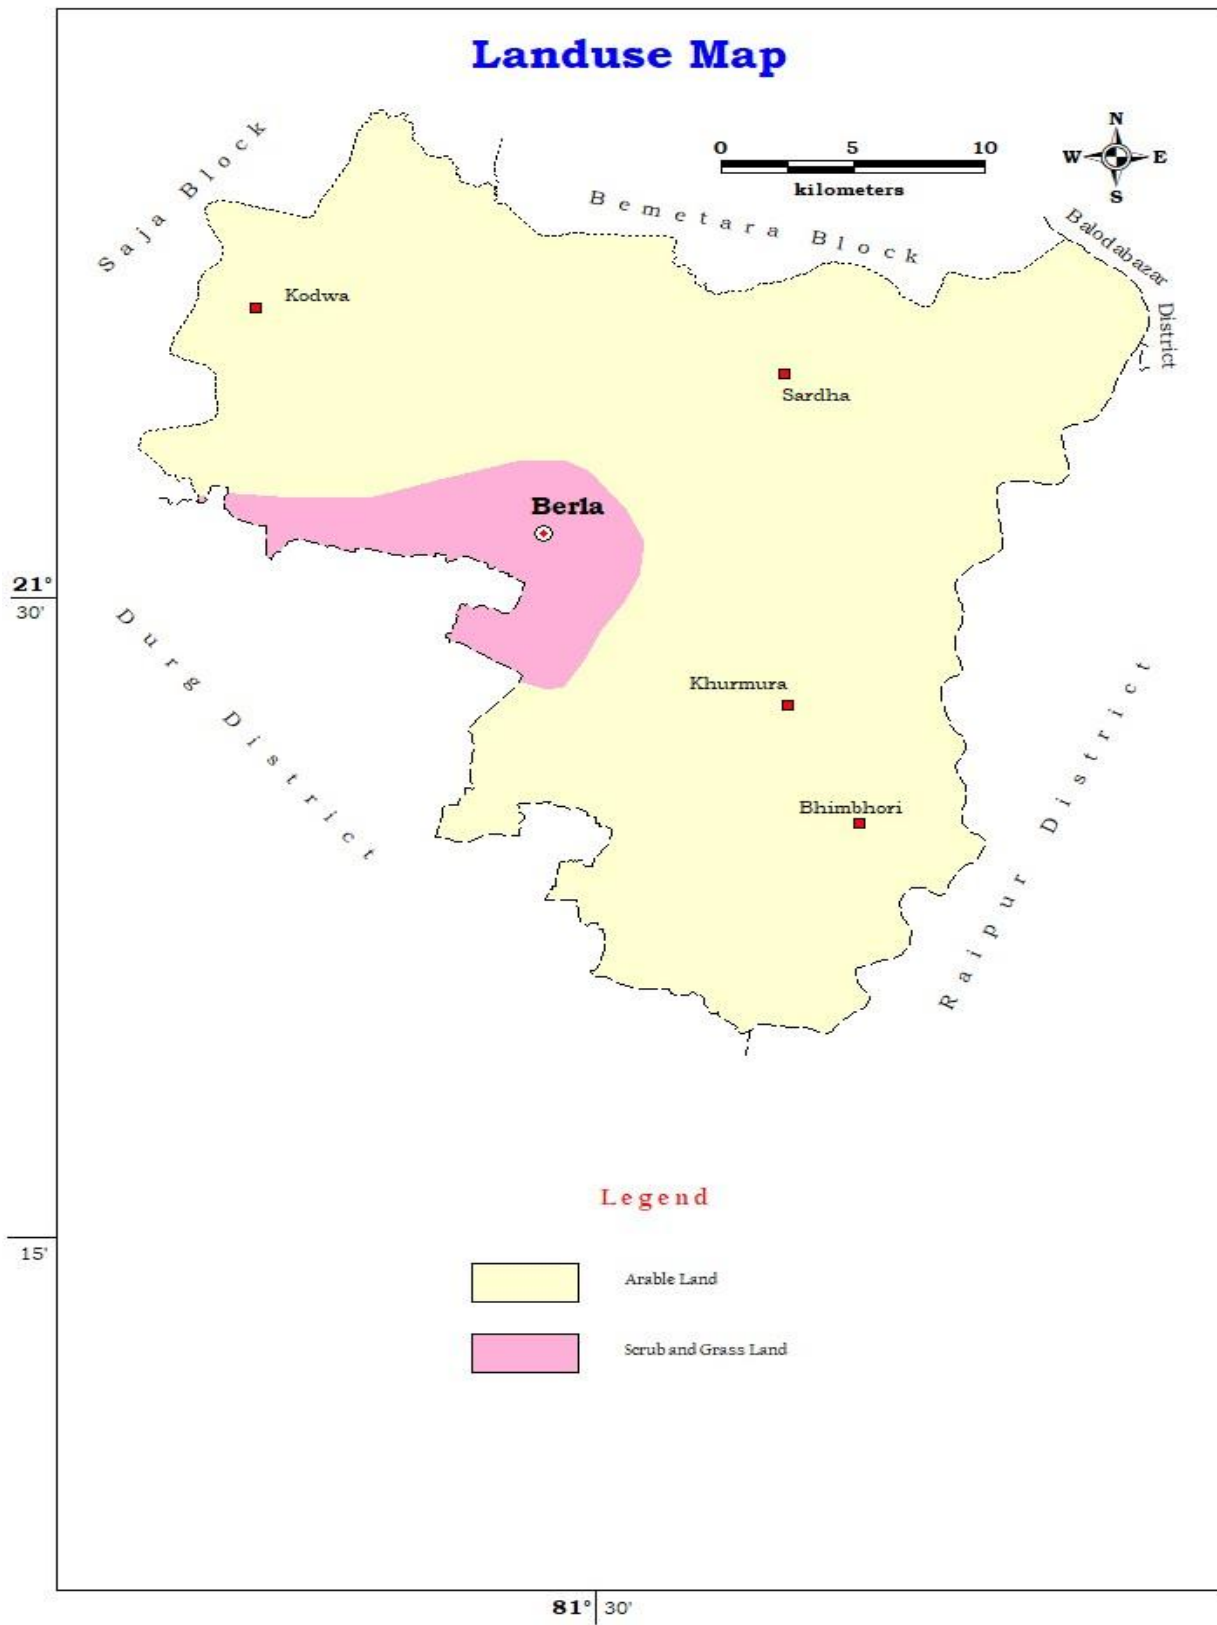 Landuse Map
N
W E
S
0 5 10
kilometers
Saja Block
Bemetara Block
Balodabazar
District
Kodwa
Sardha
Berla
21°
30'
Durg District
Khurmura
Bhimbhori
Raipur District
Legend
15'
Arable Land
Scrub and Grass Land
81° 30'